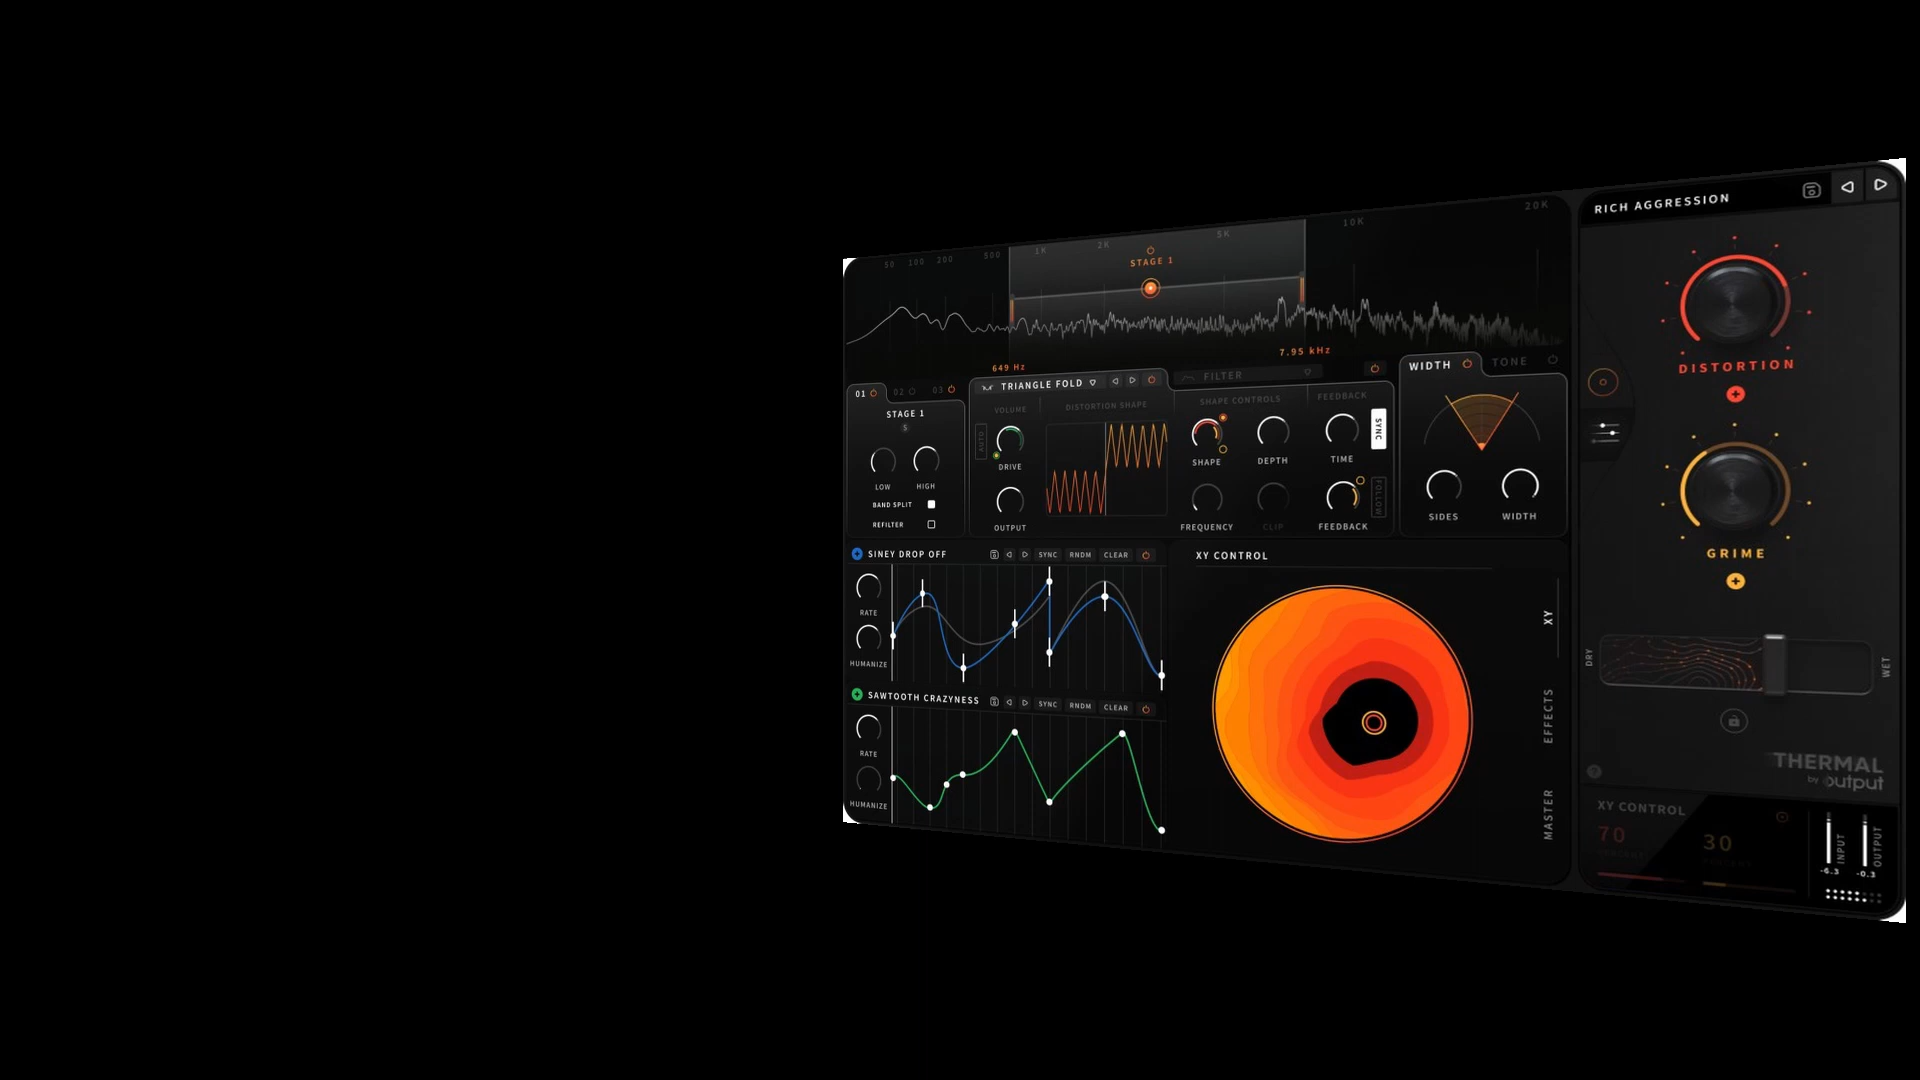 RICH AGGRESSION
50 100 200 500 1K 2K 5K 10K 20K
STAGE 1
649 Hz
7.95 kHz
01 02 03
STAGE 1
S
LOW HIGH
BAND SPLIT
REFILTER
TRIANGLE FOLD
VOLUME
DISTORTION SHAPE
AUTO
DRIVE
OUTPUT
FILTER
SHAPE CONTROLS
FEEDBACK
SHAPE DEPTH TIME
SYNC
FREQUENCY CLIP FEEDBACK
FOLLOW
WIDTH TONE
SIDES WIDTH
SINEY DROP OFF SYNC RNDM CLEAR
RATE
HUMANIZE
SAWTOOTH CRAZYNESS SYNC RNDM CLEAR
RATE
HUMANIZE
XY CONTROL
XY
EFFECTS
MASTER
DISTORTION
GRIME
DRY WET
THERMAL
by output
XY CONTROL
70 30
INPUT OUTPUT
-6.3 -0.3